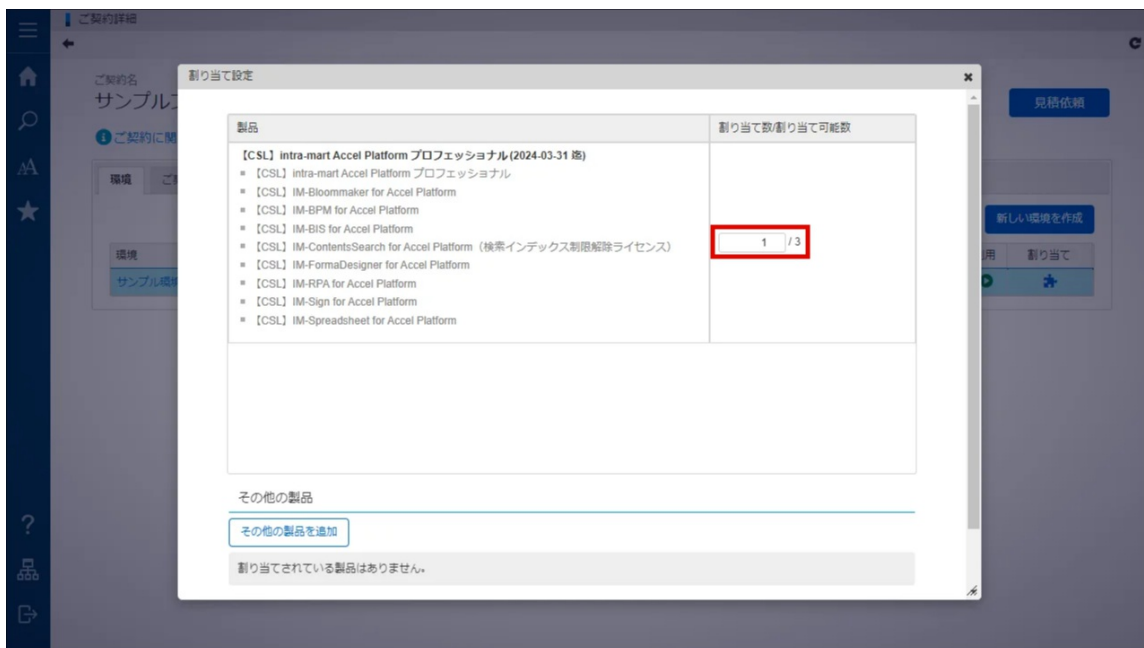 ご契約詳細
割り当て設定
ご契約名
サンプルプ
見積依頼
ご契約に関
製品
割り当て数/割り当て可能数
【CSL】intra-mart Accel Platform プロフェッショナル(2024-03-31 迄)
【CSL】intra-mart Accel Platform プロフェッショナル
【CSL】IM-Bloommaker for Accel Platform
【CSL】IM-BPM for Accel Platform
【CSL】IM-BIS for Accel Platform
【CSL】IM-ContentsSearch for Accel Platform（検索インデックス制限解除ライセンス）
【CSL】IM-FormaDesigner for Accel Platform
【CSL】IM-RPA for Accel Platform
【CSL】IM-Sign for Accel Platform
【CSL】IM-Spreadsheet for Accel Platform
1 / 3
環境
新しい環境を作成
環境
用 割り当て
サンプル環境
その他の製品
その他の製品を追加
割り当てされている製品はありません。